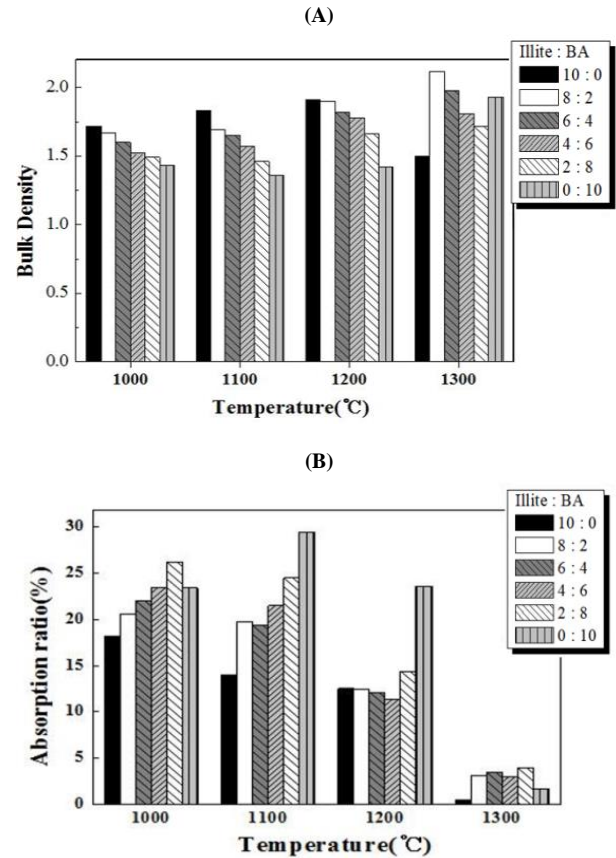 (A)
Illite : BA
10 : 0
8 : 2
6 : 4
4 : 6
2 : 8
0 : 10
2.0
1.5
1.0
0.5
0.0
Bulk Density
1000 1100 1200 1300
Temperature(℃)
(B)
Illite : BA
10 : 0
8 : 2
6 : 4
4 : 6
2 : 8
0 : 10
30
25
20
15
10
5
0
Absorption ratio(%)
1000 1100 1200 1300
Temperature(℃)